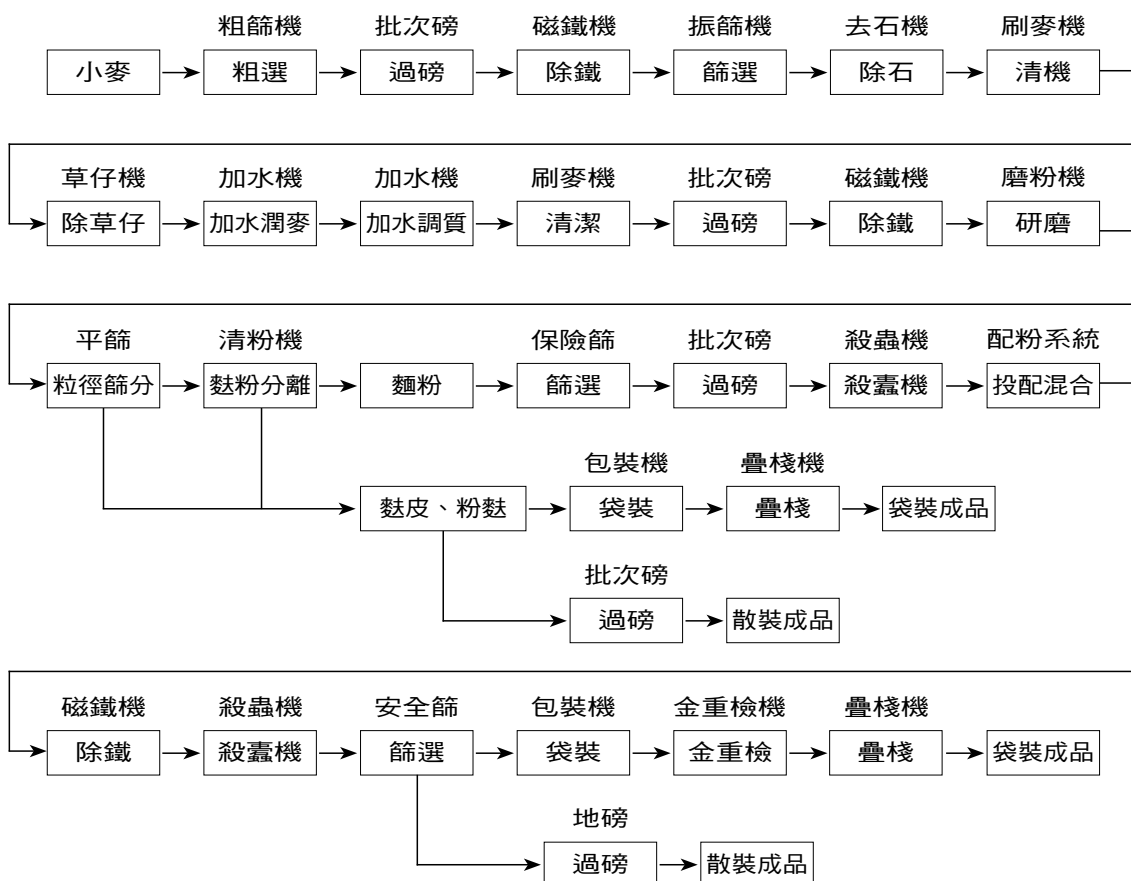 粗篩機 批次磅 磁鐵機 振篩機 去石機 刷麥機
小麥 粗選 過磅 除鐵 篩選 除石 清機
草仔機 加水機 加水機 刷麥機 批次磅 磁鐵機 磨粉機
除草仔 加水潤麥 加水調質 清潔 過磅 除鐵 研磨
平篩 清粉機 保險篩 批次磅 殺蟲機 配粉系統
粒徑篩分 麩粉分離 麵粉 篩選 過磅 殺蠹機 投配混合
包裝機 疊棧機
麩皮、粉麩 袋裝 疊棧 袋裝成品
批次磅
過磅 散裝成品
磁鐵機 殺蟲機 安全篩 包裝機 金重檢機 疊棧機
除鐵 殺蠹機 篩選 袋裝 金重檢 疊棧 袋裝成品
地磅
過磅 散裝成品